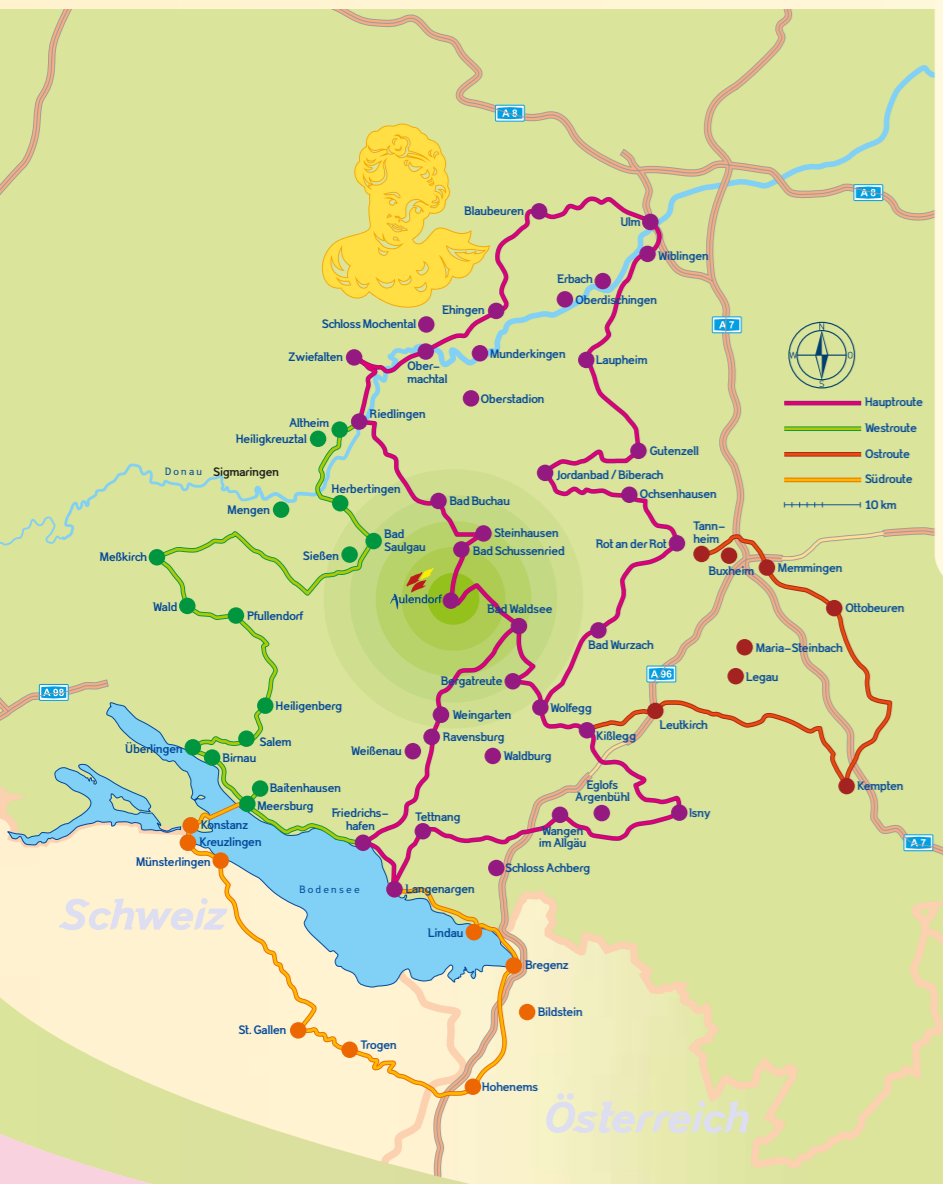 A 8
A 8
Blaubeuren
Ulm
Wiblingen
Erbach
Oberdischingen
Ehingen
Schloss Mochental
A 7
N
W
O
S
Zwiefalten
Ober-
machtal
Munderkingen
Laupheim
Oberstadion
Hauptroute
Westroute
Ostroute
Südroute
10 km
Riedlingen
Altheim
Heiligkreuztal
Gutenzell
Donau
Sigmaringen
Jordanbad / Biberach
Herbertingen
Ochsenhausen
Mengen
Bad Buchau
Steinhausen
Bad
Saulgau
Sießen
Bad Schussenried
Rot an der Rot
Tann-
heim
Buxheim
Memmingen
Meßkirch
Aulendorf
Bad Waldsee
Wald
Pfullendorf
Ottobeuren
Bad Wurzach
Maria-Steinbach
Legau
A 96
A 98
Bergatreute
Heiligenberg
Weingarten
Wolfegg
Leutkirch
Ravensburg
Kißlegg
Weißenau
Waldburg
Salem
Überlingen
Birnau
Baitenhausen
Meersburg
Eglofs
Argenbühl
Kempten
Isny
Friedrichs-
hafen
Tettnang
Wangen
im Allgäu
Konstanz
Kreuzlingen
Münsterlingen
A 7
Schloss Achberg
Bodensee
Langenargen
Schweiz
Lindau
Bregenz
Bildstein
St. Gallen
Trogen
Hohenems
Österreich